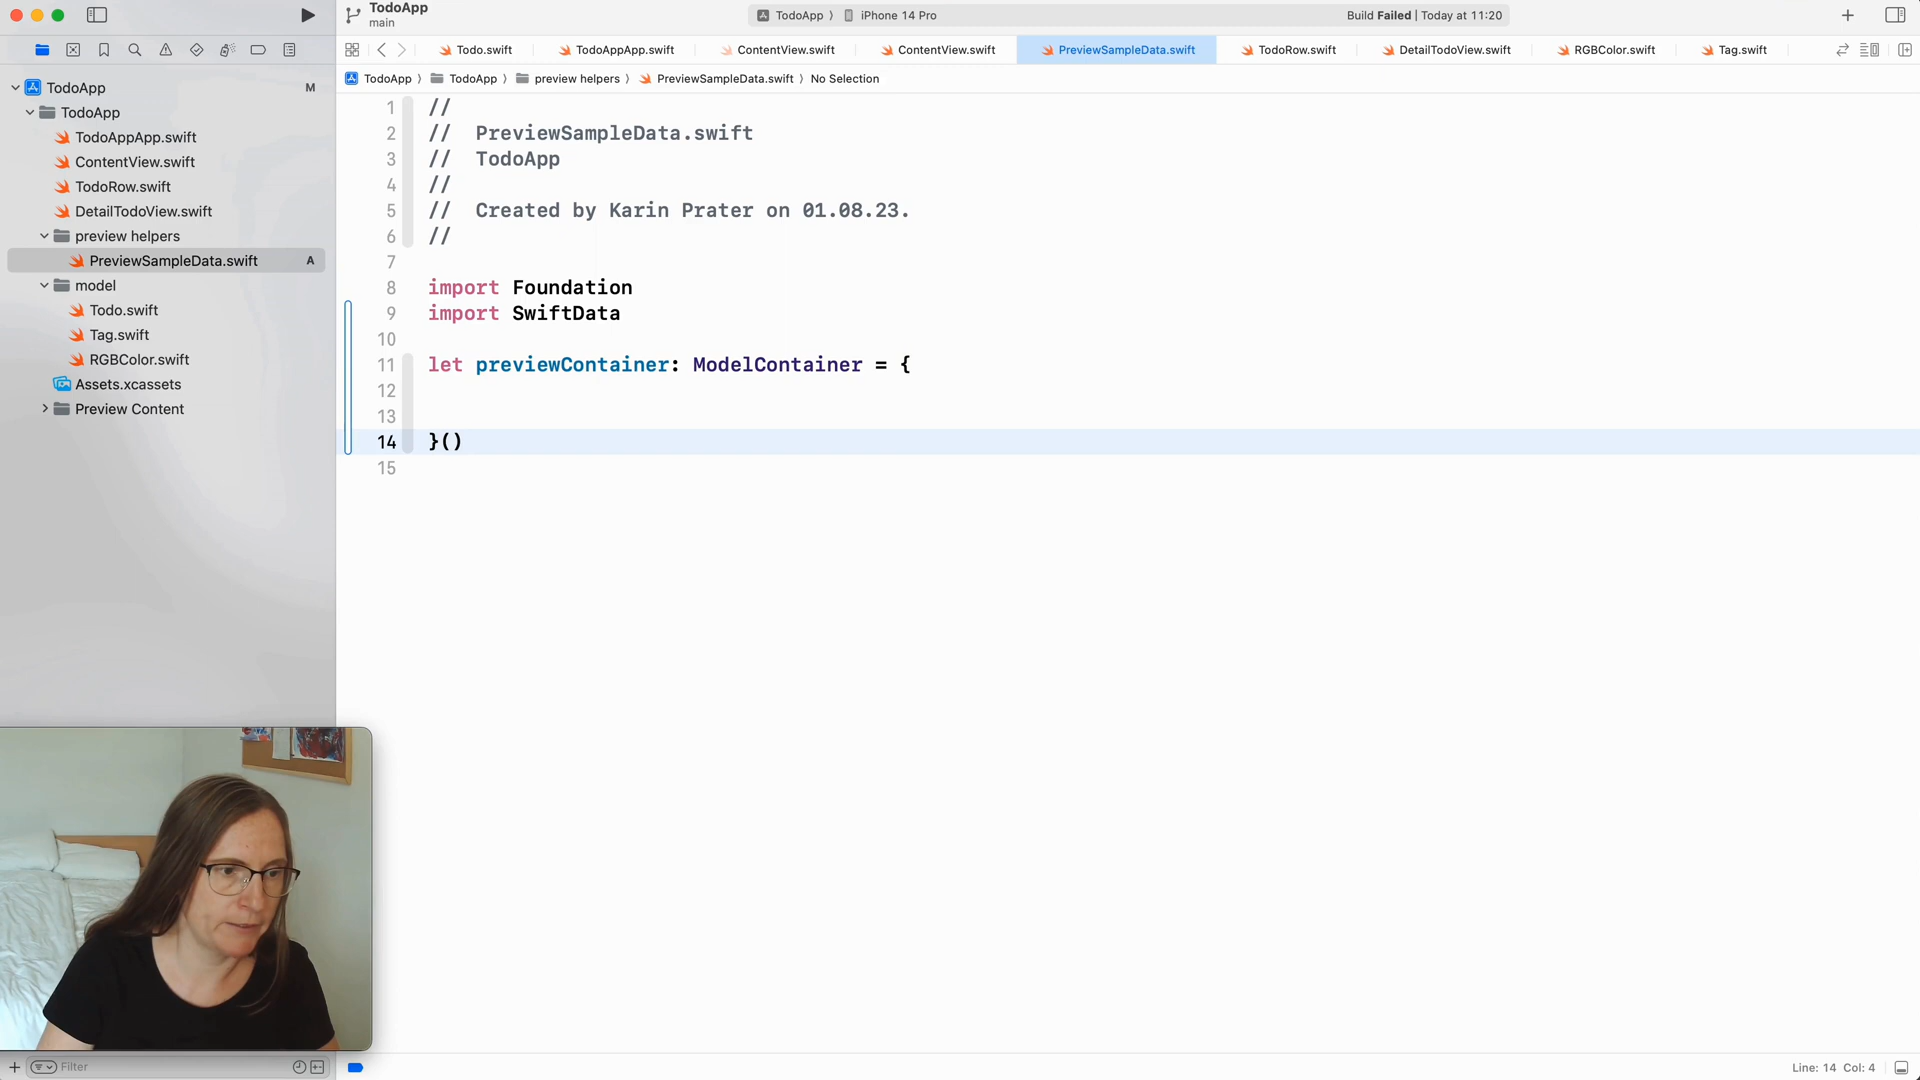 TodoApp
main
TodoApp 〉 iPhone 14 Pro
Build Failed | Today at 11:20
Todo.swift
TodoAppApp.swift
ContentView.swift
ContentView.swift
PreviewSampleData.swift
TodoRow.swift
DetailTodoView.swift
RGBColor.swift
Tag.swift
TodoApp 〉 TodoApp 〉 preview helpers 〉 PreviewSampleData.swift 〉 No Selection
TodoApp M
TodoApp
TodoAppApp.swift
ContentView.swift
TodoRow.swift
DetailTodoView.swift
preview helpers
PreviewSampleData.swift A
model
Todo.swift
Tag.swift
RGBColor.swift
Assets.xcassets
Preview Content
Filter
1 //
2 //  PreviewSampleData.swift
3 //  TodoApp
4 //
5 //  Created by Karin Prater on 01.08.23.
6 //
7
8 import Foundation
9 import SwiftData
10
11 let previewContainer: ModelContainer = {
12
13
14 }()
15
Line: 14 Col: 4